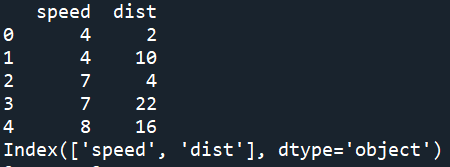 speed dist
0 4 2
1 4 10
2 7 4
3 7 22
4 8 16
Index(['speed', 'dist'], dtype='object')